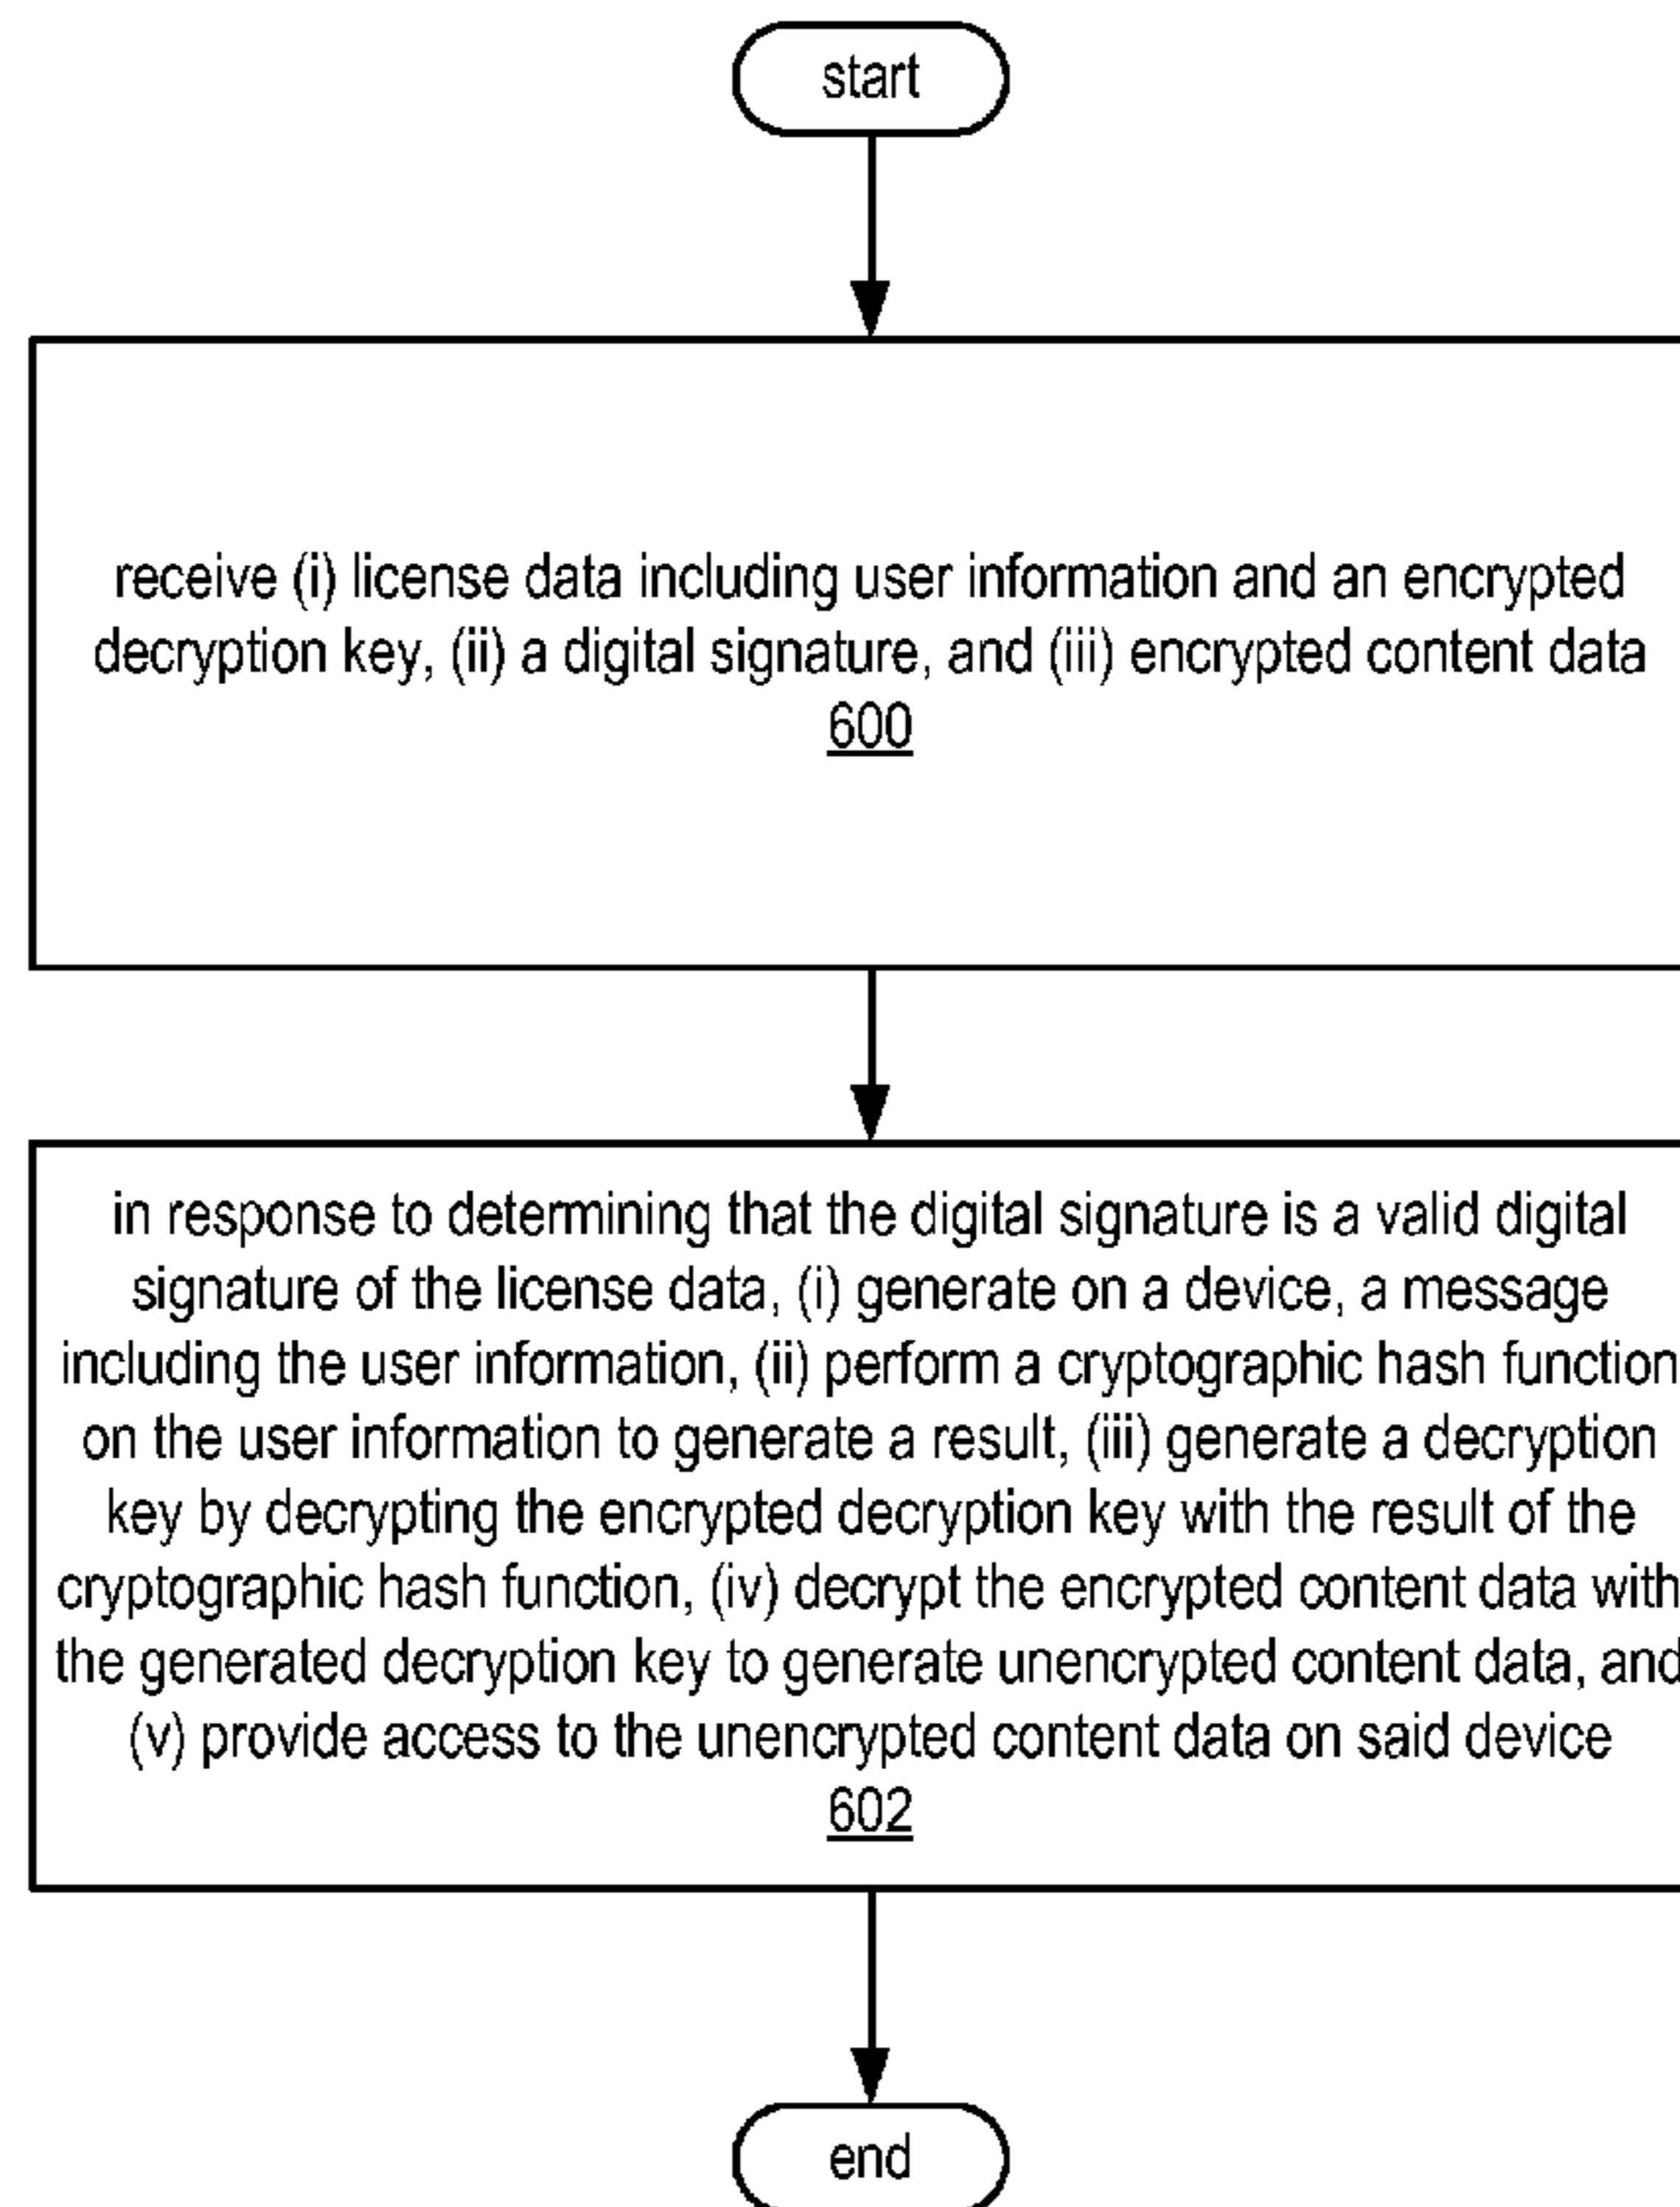 start
receive (i) license data including user information and an encrypted
decryption key, (ii) a digital signature, and (iii) encrypted content data
600
in response to determining that the digital signature is a valid digital
signature of the license data, (i) generate on a device, a message
including the user information, (ii) perform a cryptographic hash function
on the user information to generate a result, (iii) generate a decryption
key by decrypting the encrypted decryption key with the result of the
cryptographic hash function, (iv) decrypt the encrypted content data with
the generated decryption key to generate unencrypted content data, and
(v) provide access to the unencrypted content data on said device
602
end